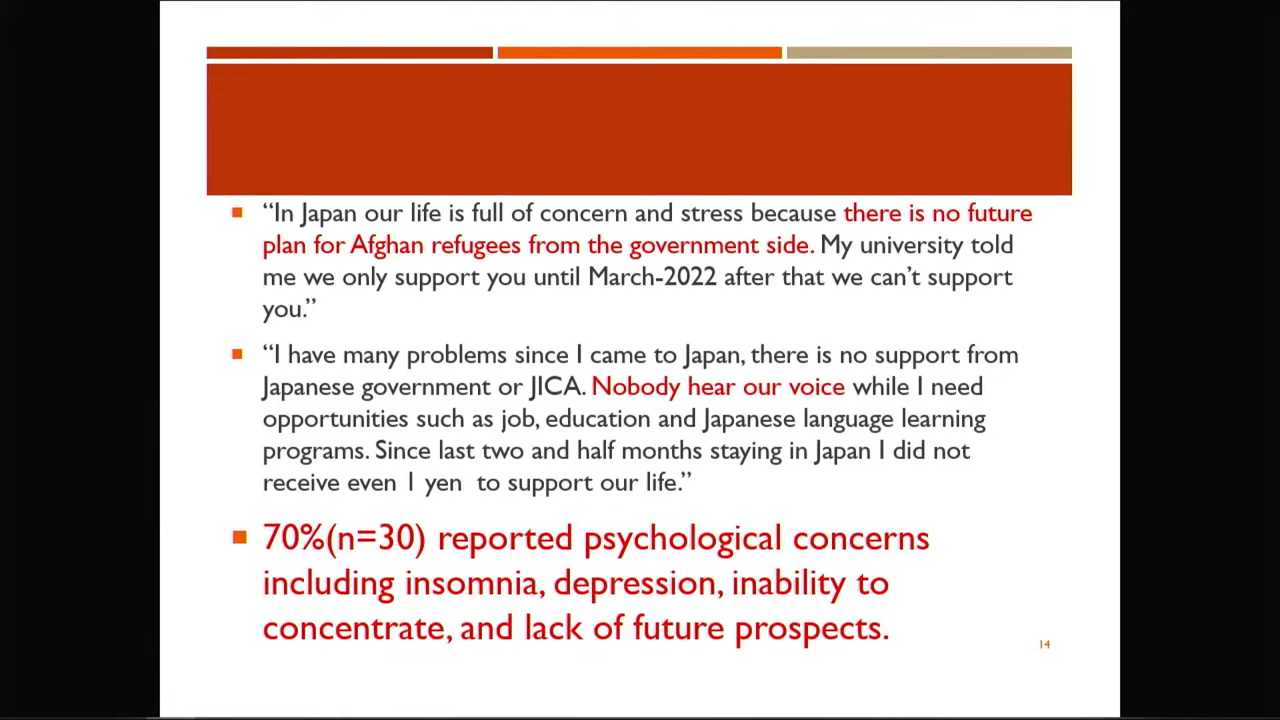 “In Japan our life is full of concern and stress because there is no future
plan for Afghan refugees from the government side. My university told
me we only support you until March-2022 after that we can’t support
you.”
“I have many problems since I came to Japan, there is no support from
Japanese government or JICA. Nobody hear our voice while I need
opportunities such as job, education and Japanese language learning
programs. Since last two and half months staying in Japan I did not
receive even 1 yen  to support our life.”
70%(n=30) reported psychological concerns
including insomnia, depression, inability to
concentrate, and lack of future prospects.
14